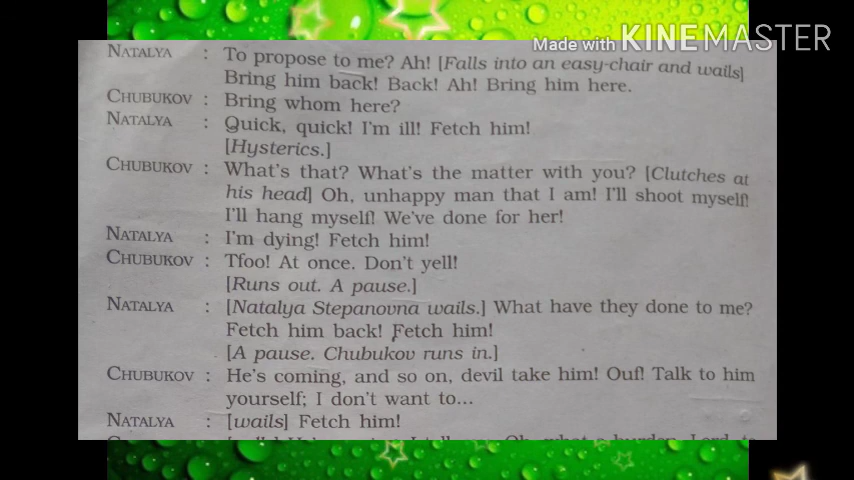 Made with KINEMASTER
NATALYA : To propose to me? Ah! [Falls into an easy-chair and wails]
Bring him back! Back! Ah! Bring him here.
CHUBUKOV : Bring whom here?
NATALYA : Quick, quick! I'm ill! Fetch him!
[Hysterics.]
CHUBUKOV : What's that? What's the matter with you? [Clutches at
his head] Oh, unhappy man that I am! I'll shoot myself!
I'll hang myself! We've done for her!
NATALYA : I'm dying! Fetch him!
CHUBUKOV : Tfoo! At once. Don't yell!
[Runs out. A pause.]
NATALYA : [Natalya Stepanovna wails.] What have they done to me?
Fetch him back! Fetch him!
[A pause. Chubukov runs in.]
CHUBUKOV : He's coming, and so on, devil take him! Ouf! Talk to him
yourself; I don't want to...
NATALYA : [wails] Fetch him!